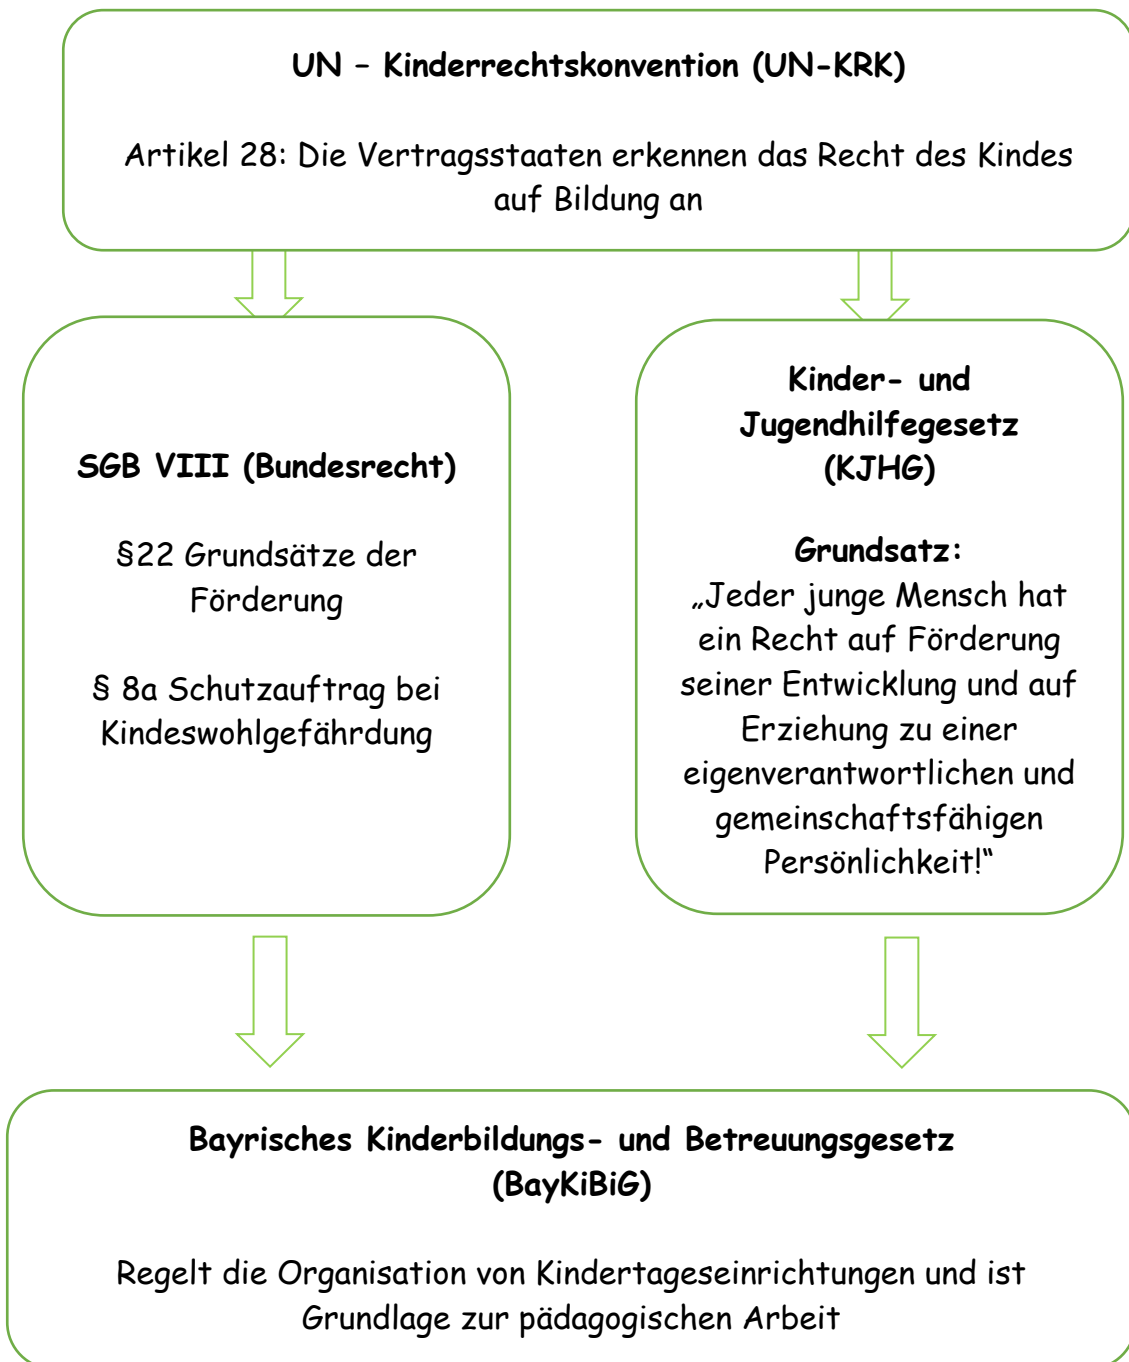 UN – Kinderrechtskonvention (UN-KRK)
Artikel 28: Die Vertragsstaaten erkennen das Recht des Kindes
auf Bildung an
SGB VIII (Bundesrecht)
§22 Grundsätze der
Förderung
§ 8a Schutzauftrag bei
Kindeswohlgefährdung
Kinder- und
Jugendhilfegesetz
(KJHG)
Grundsatz:
„Jeder junge Mensch hat
ein Recht auf Förderung
seiner Entwicklung und auf
Erziehung zu einer
eigenverantwortlichen und
gemeinschaftsfähigen
Persönlichkeit!“
Bayrisches Kinderbildungs- und Betreuungsgesetz
(BayKiBiG)
Regelt die Organisation von Kindertageseinrichtungen und ist
Grundlage zur pädagogischen Arbeit